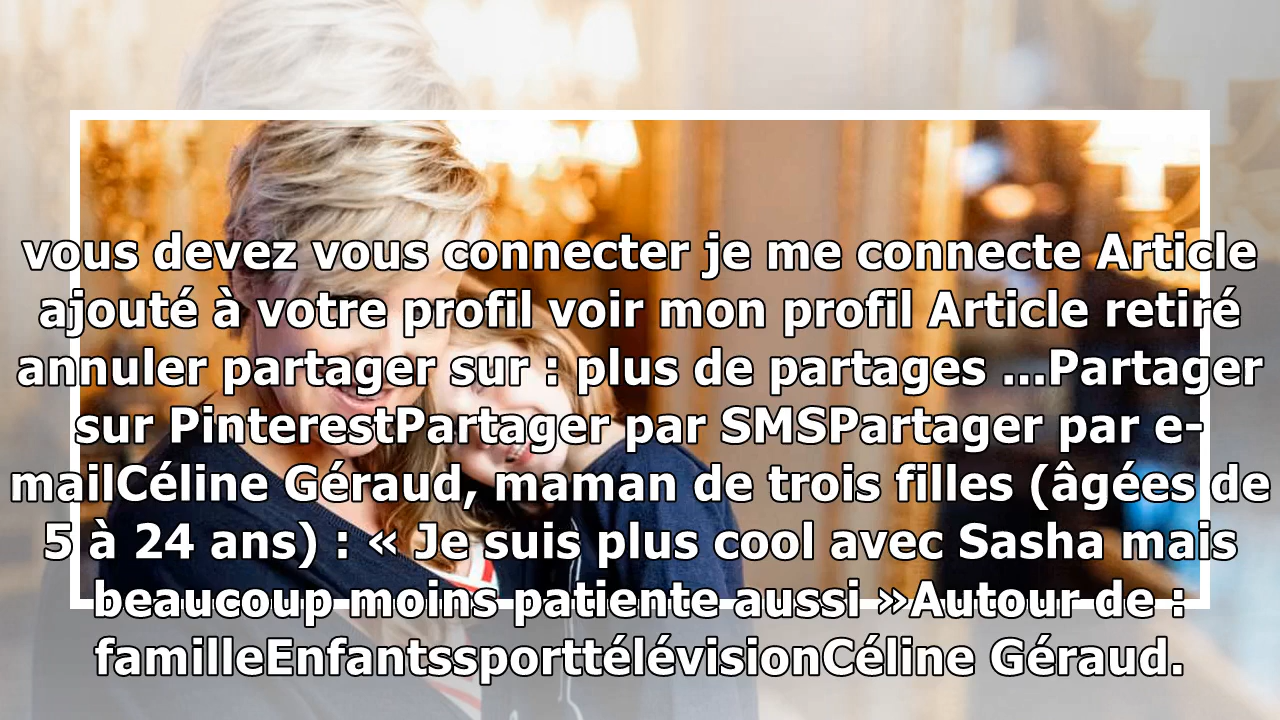 vous devez vous connecter je me connecte Article
ajouté à votre profil voir mon profil Article retiré
annuler partager sur : plus de partages ...Partager
sur PinterestPartager par SMSPartager par e-
mailCéline Géraud, maman de trois filles (âgées de
5 à 24 ans) : « Je suis plus cool avec Sasha mais
beaucoup moins patiente aussi »Autour de :
familleEnfantssporttélévisionCéline Géraud.